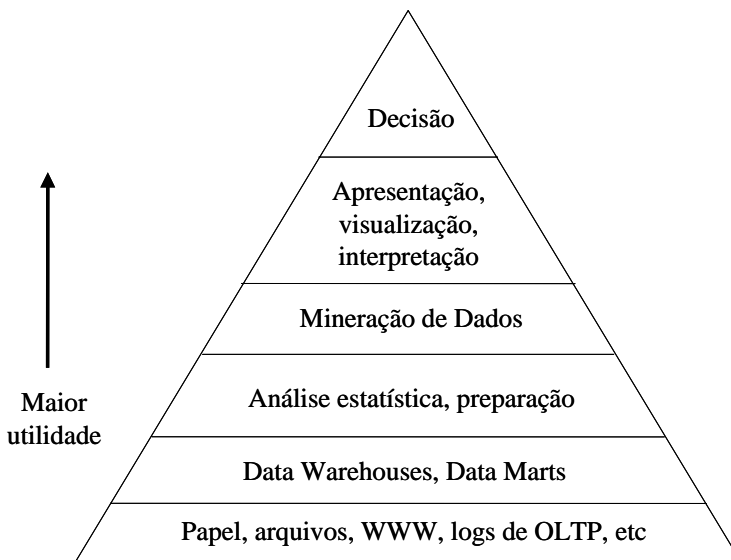 Decisão
Apresentação,
visualização,
interpretação
Mineração de Dados
Análise estatística, preparação
Maior
utilidade
Data Warehouses, Data Marts
Papel, arquivos, WWW, logs de OLTP, etc